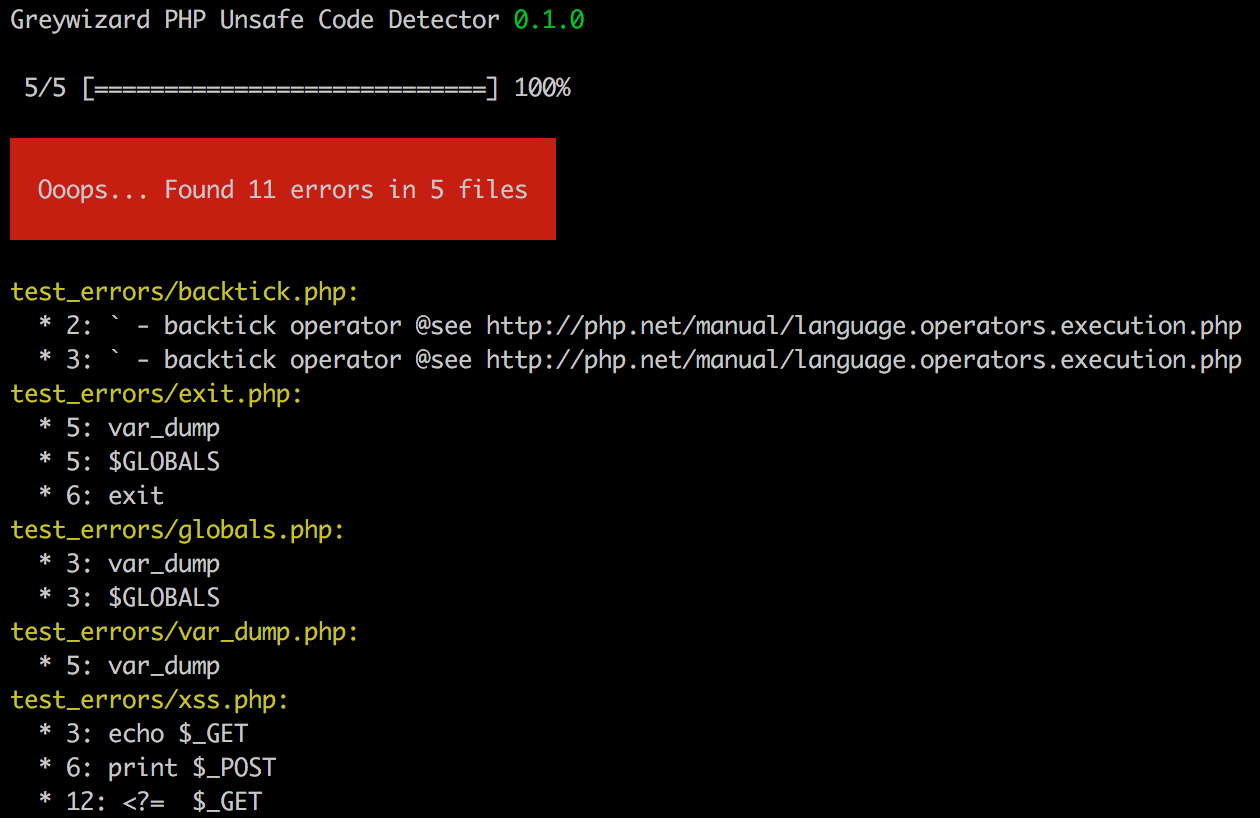 Greywizard PHP Unsafe Code Detector 0.1.0
5/5 [============================] 100%
Ooops... Found 11 errors in 5 files
test_errors/backtick.php:
* 2: ` - backtick operator @see http://php.net/manual/language.operators.execution.php
* 3: ` - backtick operator @see http://php.net/manual/language.operators.execution.php
test_errors/exit.php:
* 5: var_dump
* 5: $GLOBALS
* 6: exit
test_errors/globals.php:
* 3: var_dump
* 3: $GLOBALS
test_errors/var_dump.php:
* 5: var_dump
test_errors/xss.php:
* 3: echo $_GET
* 6: print $_POST
* 12: <?=  $_GET